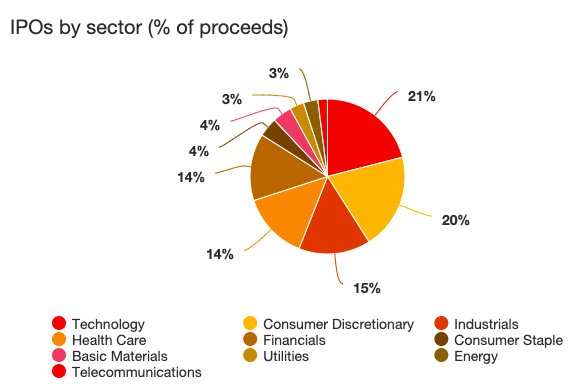 IPOs by sector (% of proceeds)
3%
21%
3%
4%
4%
14%
20%
14%
15%
Technology Consumer Discretionary Industrials
Health Care Financials Consumer Staple
Basic Materials Utilities Energy
Telecommunications